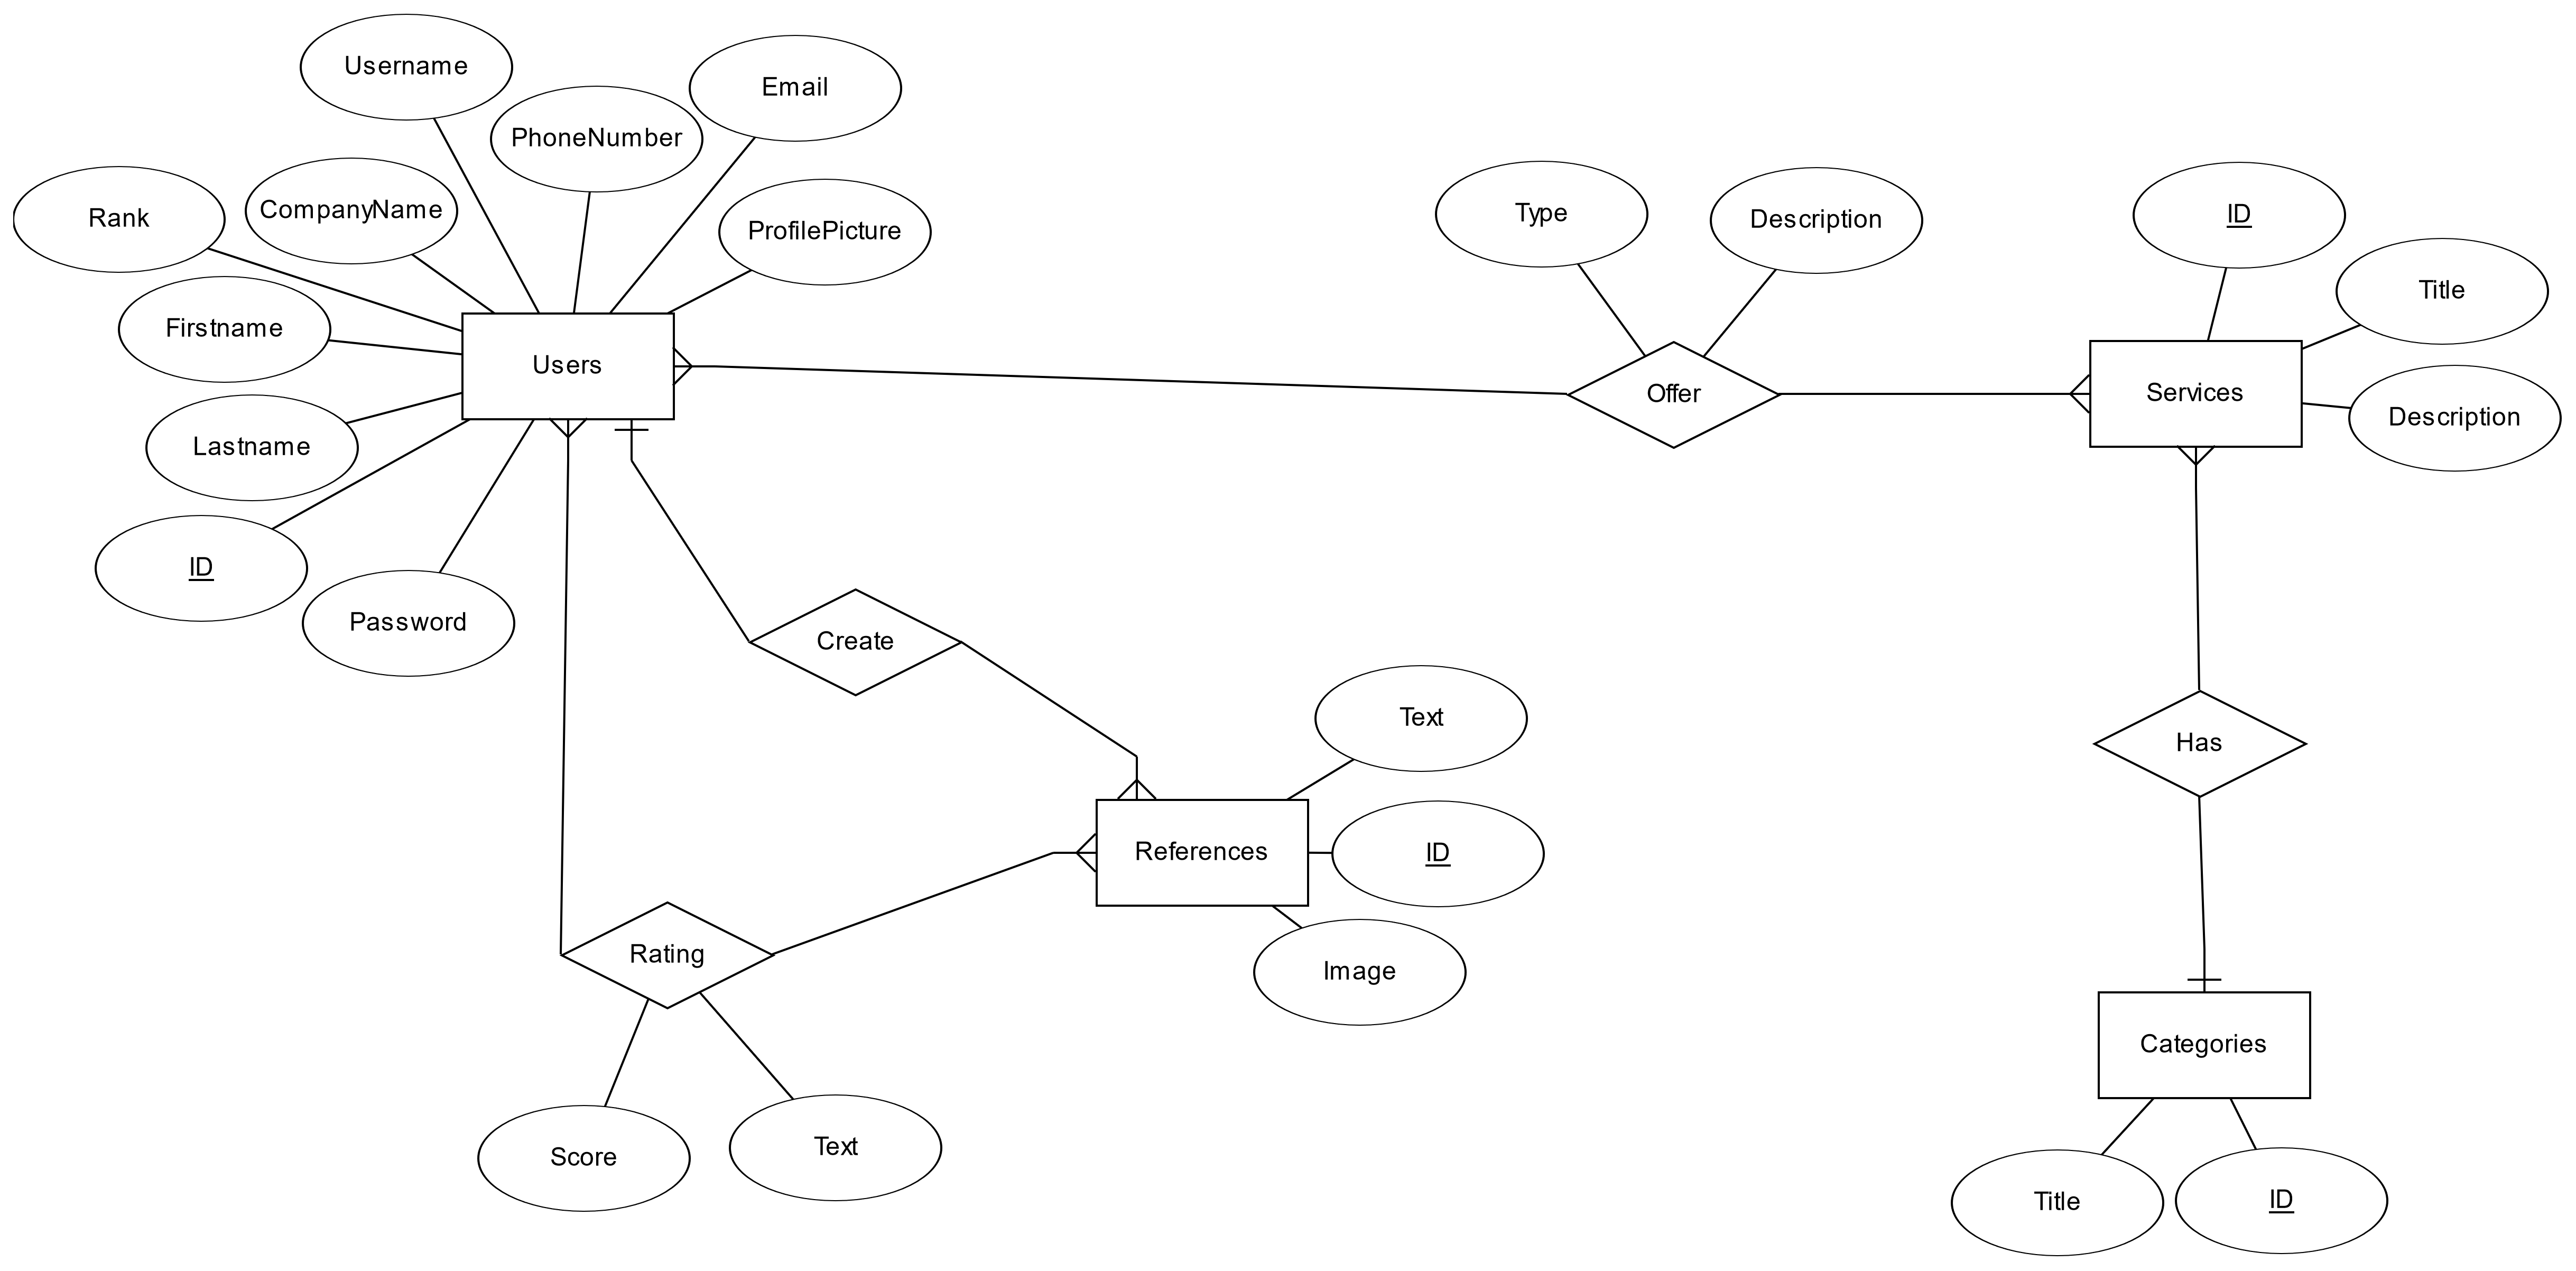 Username
Email
PhoneNumber
Rank
CompanyName
ProfilePicture
Type
Description
ID
Title
Firstname
Users
Offer
Services
Description
Lastname
ID
Password
Create
Text
Has
References
ID
Rating
Image
Categories
Score
Text
Title
ID